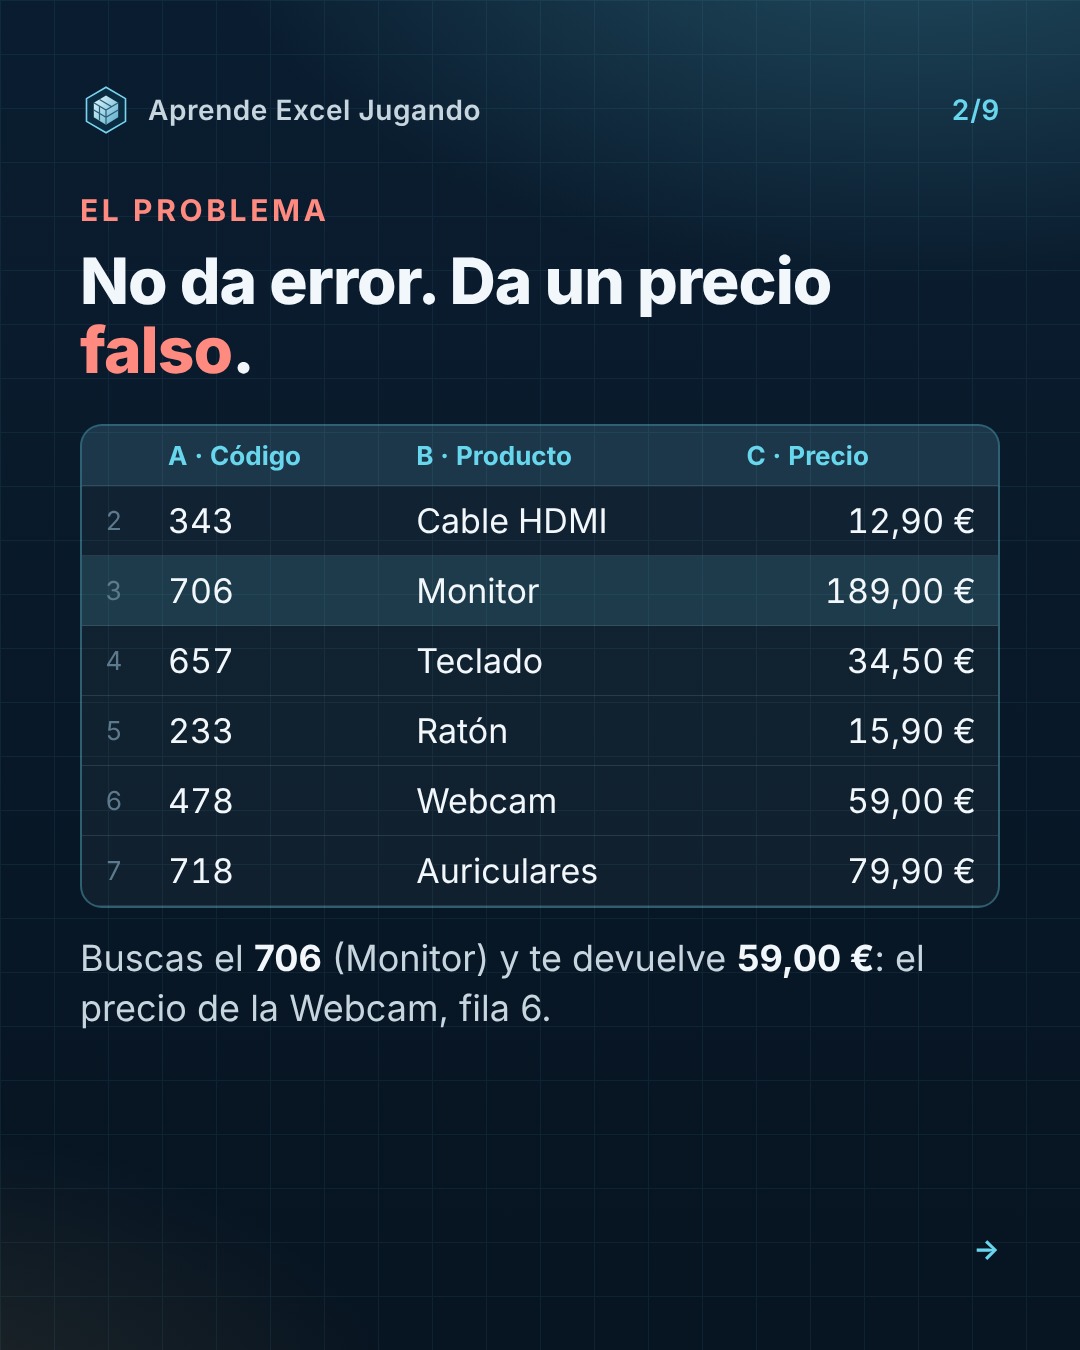 Aprende Excel Jugando
2/9
EL PROBLEMA
No da error. Da un precio
falso.
A · Código B · Producto C · Precio
2 343 Cable HDMI 12,90 €
3 706 Monitor 189,00 €
4 657 Teclado 34,50 €
5 233 Ratón 15,90 €
6 478 Webcam 59,00 €
7 718 Auriculares 79,90 €
Buscas el 706 (Monitor) y te devuelve 59,00 €: el
precio de la Webcam, fila 6.
→